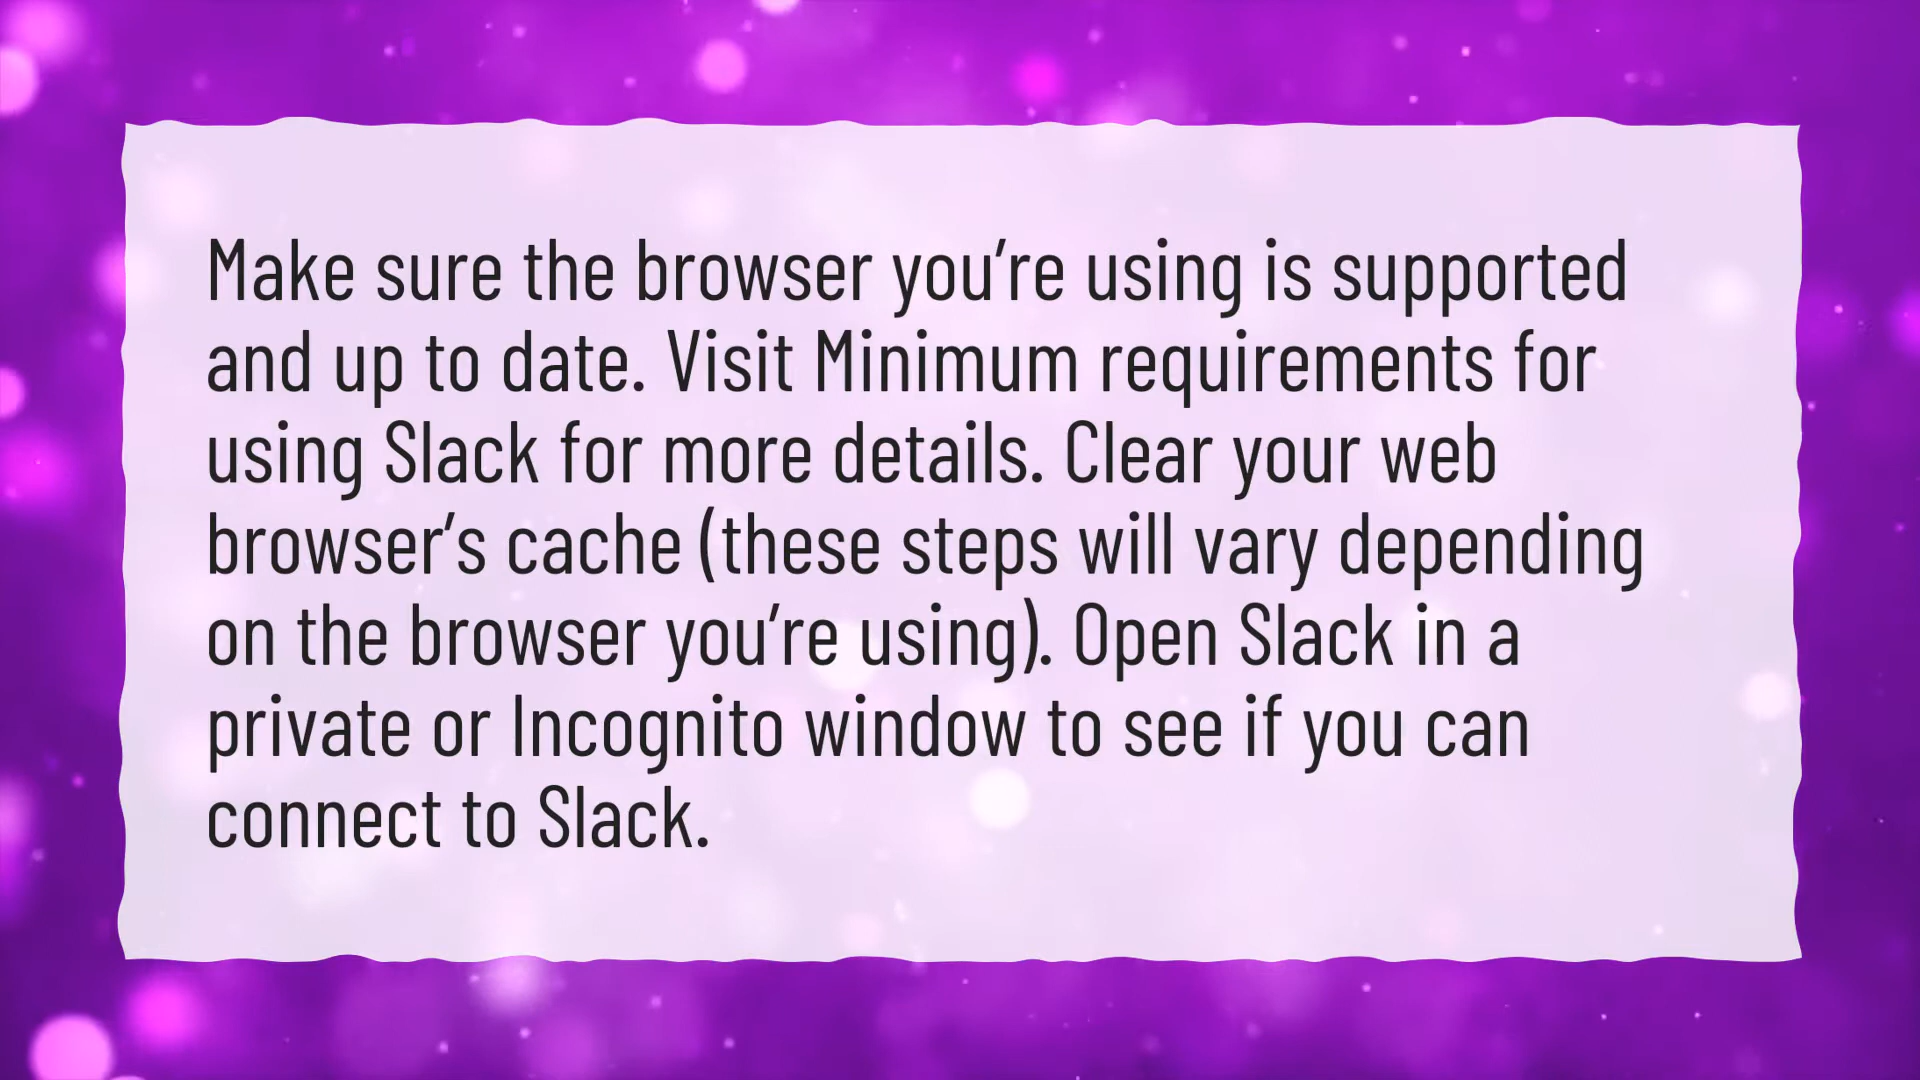 Make sure the browser you’re using is supported
and up to date. Visit Minimum requirements for
using Slack for more details. Clear your web
browser’s cache (these steps will vary depending
on the browser you’re using). Open Slack in a
private or Incognito window to see if you can
connect to Slack.